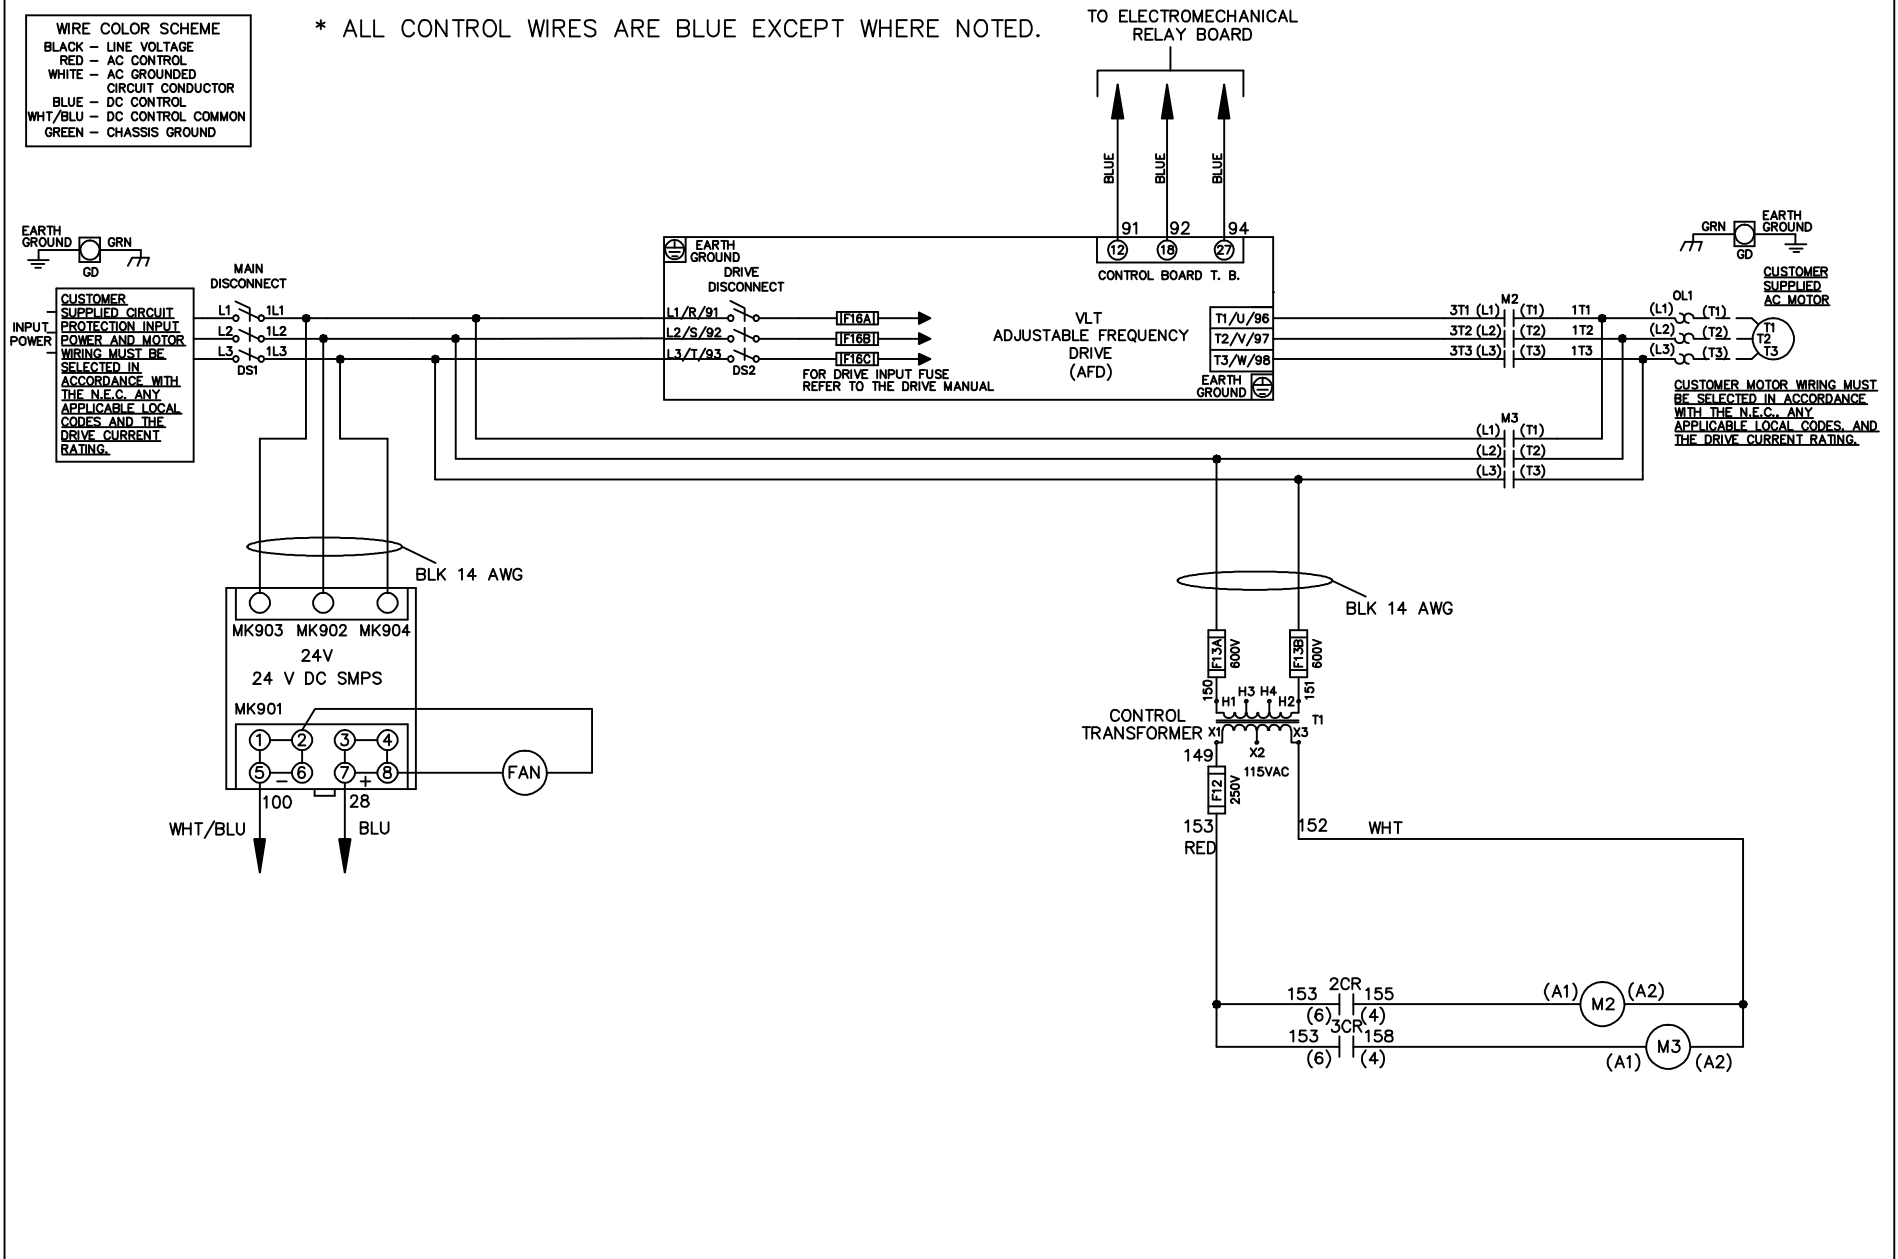 WIRE COLOR SCHEME
BLACK – LINE VOLTAGE
RED – AC CONTROL
WHITE – AC GROUNDED
CIRCUIT CONDUCTOR
BLUE – DC CONTROL
WHT/BLU – DC CONTROL COMMON
GREEN – CHASSIS GROUND
* ALL CONTROL WIRES ARE BLUE EXCEPT WHERE NOTED.
TO ELECTROMECHANICAL
RELAY BOARD
BLUE
BLUE
BLUE
91 92 94
12 18 27
CONTROL BOARD T. B.
EARTH
GROUND
GRN
GD
INPUT
POWER
CUSTOMER
SUPPLIED CIRCUIT
PROTECTION INPUT
POWER AND MOTOR
WIRING MUST BE
SELECTED IN
ACCORDANCE WITH
THE N.E.C. ANY
APPLICABLE LOCAL
CODES AND THE
DRIVE CURRENT
RATING.
MAIN
DISCONNECT
L1 1L1
L2 1L2
L3 1L3
DS1
EARTH
GROUND
DRIVE
DISCONNECT
L1/R/91
L2/S/92
L3/T/93
DS2
F16A
F16B
F16C
FOR DRIVE INPUT FUSE
REFER TO THE DRIVE MANUAL
VLT
ADJUSTABLE FREQUENCY
DRIVE
(AFD)
T1/U/96
T2/V/97
T3/W/98
EARTH
GROUND
M2
3T1 (L1) (T1) 1T1
3T2 (L2) (T2) 1T2
3T3 (L3) (T3) 1T3
OL1
(L1) (T1)
(L2) (T2)
(L3) (T3)
T1
T2
T3
GRN
GD
EARTH
GROUND
CUSTOMER
SUPPLIED
AC MOTOR
CUSTOMER MOTOR WIRING MUST
BE SELECTED IN ACCORDANCE
WITH THE N.E.C., ANY
APPLICABLE LOCAL CODES, AND
THE DRIVE CURRENT RATING.
M3
(L1) (T1)
(L2) (T2)
(L3) (T3)
BLK 14 AWG
MK903 MK902 MK904
24V
24 V DC SMPS
MK901
1 2 3 4
5 – 6 7 + 8
FAN
100 28
WHT/BLU BLU
BLK 14 AWG
F13A
600V
F13B
600V
150
151
H1 H3 H4 H2
T1
CONTROL
TRANSFORMER
X1 X3
X2
149
115VAC
F12
250V
153
RED
152 WHT
2CR
153 155
(6) (4)
(A1) M2 (A2)
3CR
153 158
(6) (4)
M3
(A1) (A2)